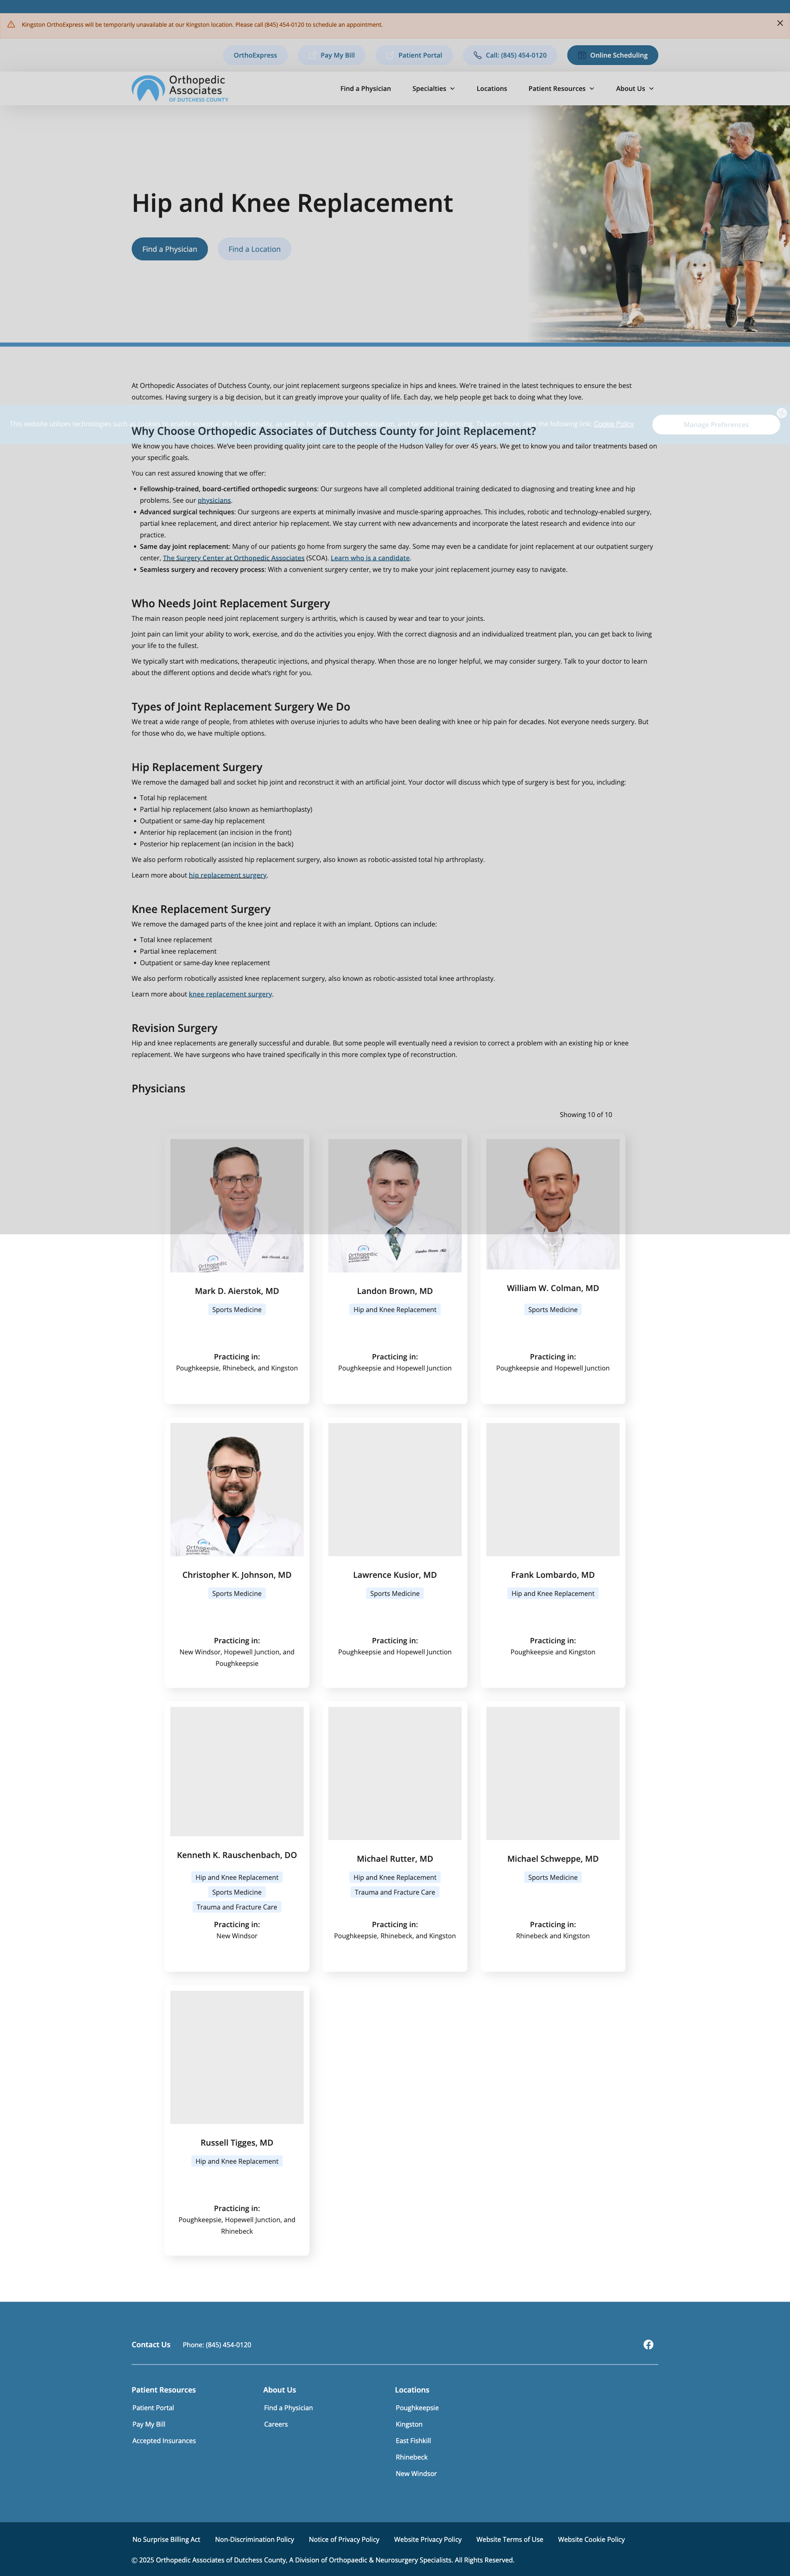 Kingston OrthoExpress will be temporarily unavailable at our Kingston location. Please call (845) 454-0120 to schedule an appointment.
OrthoExpress Pay My Bill Patient Portal Call: (845) 454-0120 Online Scheduling
Orthopedic
Associates
OF DUTCHESS COUNTY
Find a Physician Specialties Locations Patient Resources About Us
Hip and Knee Replacement
Find a Physician Find a Location
At Orthopedic Associates of Dutchess County, our joint replacement surgeons specialize in hips and knees. We're trained in the latest techniques to ensure the best
outcomes. Having surgery is a big decision, but it can greatly improve your quality of life. Each day, we help people get back to doing what they love.
This website utilizes technologies such as
the following link: Cookie Policy
Manage Preferences
Why Choose Orthopedic Associates of Dutchess County for Joint Replacement?
We know you have choices. We've been providing quality joint care to the people of the Hudson Valley for over 45 years. We get to know you and tailor treatments based on
your specific goals.
You can rest assured knowing that we offer:
• Fellowship-trained, board-certified orthopedic surgeons: Our surgeons have all completed additional training dedicated to diagnosing and treating knee and hip
problems. See our physicians.
• Advanced surgical techniques: Our surgeons are experts at minimally invasive and muscle-sparing approaches. This includes, robotic and technology-enabled surgery,
partial knee replacement, and direct anterior hip replacement. We stay current with new advancements and incorporate the latest research and evidence into our
practice.
• Same day joint replacement: Many of our patients go home from surgery the same day. Some may even be a candidate for joint replacement at our outpatient surgery
center, The Surgery Center at Orthopedic Associates (SCOA). Learn who is a candidate.
• Seamless surgery and recovery process: With a convenient surgery center, we try to make your joint replacement journey easy to navigate.
Who Needs Joint Replacement Surgery
The main reason people need joint replacement surgery is arthritis, which is caused by wear and tear to your joints.
Joint pain can limit your ability to work, exercise, and do the activities you enjoy. With the correct diagnosis and an individualized treatment plan, you can get back to living
your life to the fullest.
We typically start with medications, therapeutic injections, and physical therapy. When those are no longer helpful, we may consider surgery. Talk to your doctor to learn
about the different options and decide what's right for you.
Types of Joint Replacement Surgery We Do
We treat a wide range of people, from athletes with overuse injuries to adults who have been dealing with knee or hip pain for decades. Not everyone needs surgery. But
for those who do, we have multiple options.
Hip Replacement Surgery
We remove the damaged ball and socket hip joint and reconstruct it with an artificial joint. Your doctor will discuss which type of surgery is best for you, including:
• Total hip replacement
• Partial hip replacement (also known as hemiarthoplasty)
• Outpatient or same-day hip replacement
• Anterior hip replacement (an incision in the front)
• Posterior hip replacement (an incision in the back)
We also perform robotically assisted hip replacement surgery, also known as robotic-assisted total hip arthroplasty.
Learn more about hip replacement surgery.
Knee Replacement Surgery
We remove the damaged parts of the knee joint and replace it with an implant. Options can include:
• Total knee replacement
• Partial knee replacement
• Outpatient or same-day knee replacement
We also perform robotically assisted knee replacement surgery, also known as robotic-assisted total knee arthroplasty.
Learn more about knee replacement surgery.
Revision Surgery
Hip and knee replacements are generally successful and durable. But some people will eventually need a revision to correct a problem with an existing hip or knee
replacement. We have surgeons who have trained specifically in this more complex type of reconstruction.
Physicians
Showing 10 of 10
Mark D. Aierstok, MD
Sports Medicine
Practicing in:
Poughkeepsie, Rhinebeck, and Kingston
Landon Brown, MD
Hip and Knee Replacement
Practicing in:
Poughkeepsie and Hopewell Junction
William W. Colman, MD
Sports Medicine
Practicing in:
Poughkeepsie and Hopewell Junction
Christopher K. Johnson, MD
Sports Medicine
Practicing in:
New Windsor, Hopewell Junction, and
Poughkeepsie
Lawrence Kusior, MD
Sports Medicine
Practicing in:
Poughkeepsie and Hopewell Junction
Frank Lombardo, MD
Hip and Knee Replacement
Practicing in:
Poughkeepsie and Kingston
Kenneth K. Rauschenbach, DO
Hip and Knee Replacement
Sports Medicine
Trauma and Fracture Care
Practicing in:
New Windsor
Michael Rutter, MD
Hip and Knee Replacement
Trauma and Fracture Care
Practicing in:
Poughkeepsie, Rhinebeck, and Kingston
Michael Schweppe, MD
Sports Medicine
Practicing in:
Rhinebeck and Kingston
Russell Tigges, MD
Hip and Knee Replacement
Practicing in:
Poughkeepsie, Hopewell Junction, and
Rhinebeck
Contact Us Phone: (845) 454-0120
Patient Resources
Patient Portal
Pay My Bill
Accepted Insurances
About Us
Find a Physician
Careers
Locations
Poughkeepsie
Kingston
East Fishkill
Rhinebeck
New Windsor
No Surprise Billing Act Non-Discrimination Policy Notice of Privacy Policy Website Privacy Policy Website Terms of Use Website Cookie Policy
© 2025 Orthopedic Associates of Dutchess County, A Division of Orthopaedic & Neurosurgery Specialists. All Rights Reserved.